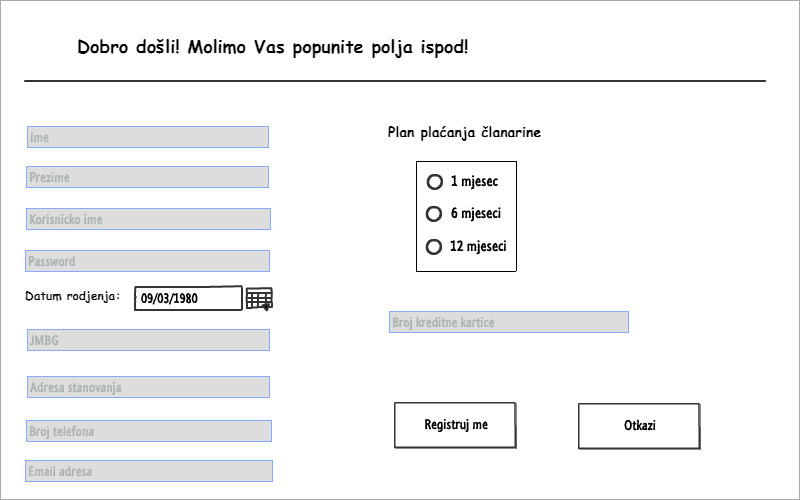 Dobro došli! Molimo Vas popunite polja ispod!
Ime
Prezime
Korisnicko ime
Password
Datum rodjenja: 09/03/1980
JMBG
Adresa stanovanja
Broj telefona
Email adresa
Plan plaćanja članarine
1 mjesec
6 mjeseci
12 mjeseci
Broj kreditne kartice
Registruj me
Otkazi